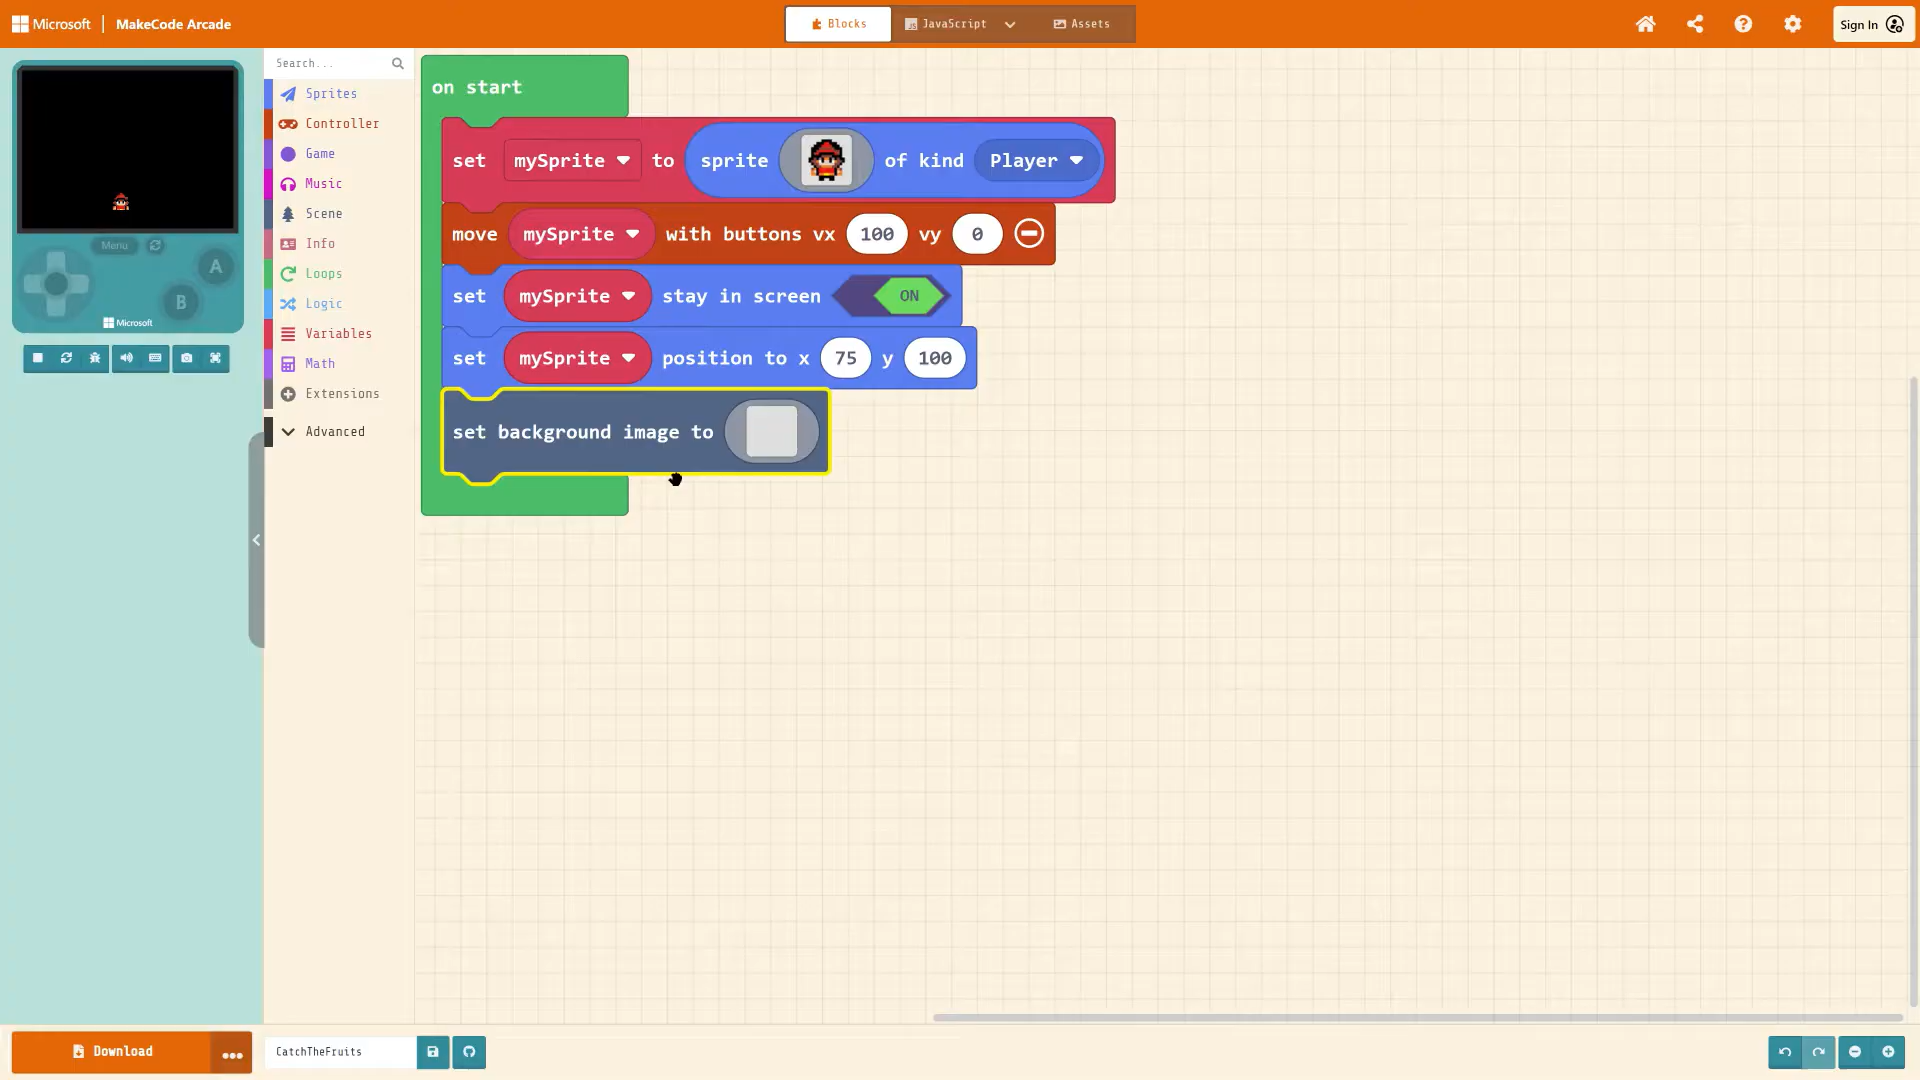 Microsoft | MakeCode Arcade
Blocks
JavaScript
Assets
Sign In
Menu
A
B
Microsoft
Search...
Sprites
Controller
Game
Music
Scene
Info
Loops
Logic
Variables
Math
Extensions
Advanced
on start
set mySprite to sprite of kind Player
move mySprite with buttons vx 100 vy 0
set mySprite stay in screen ON
set mySprite position to x 75 y 100
set background image to
Download
...
CatchTheFruits